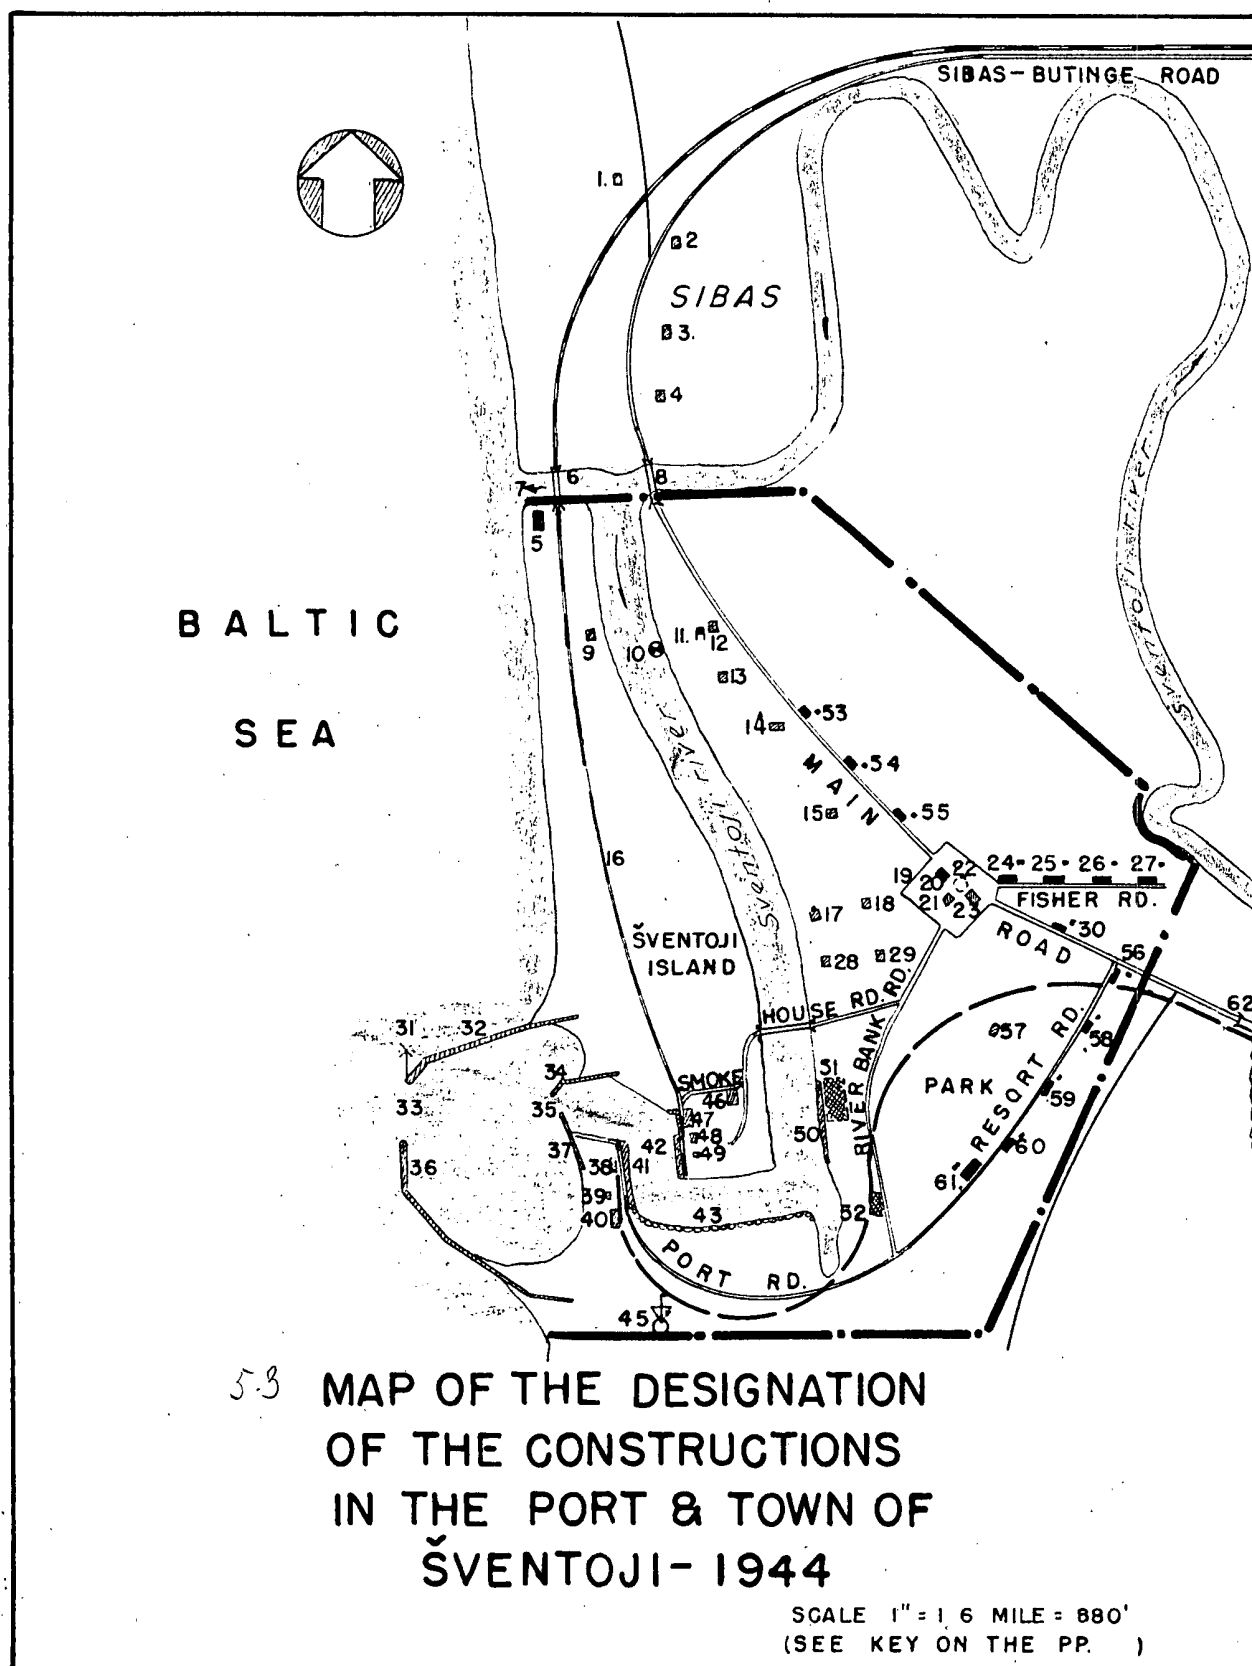 SIBAS-BUTINGE ROAD
1.
2
SIBAS
3.
4
6
8
7
5
BALTIC
SEA
Šventoji river
9
10
11.
12
13
14
.53
MAIN
.54
15
.55
16
Šventoji river
19
20
22
24
25
26
27
21
23
FISHER RD.
17
18
30
ROAD
ŠVENTOJI
ISLAND
28
29
56
62
HOUSE RD.
RIVER BANK RD.
57
RESORT RD.
58
31
32
34
SMOKE
51
PARK
59
33
35
46
47
48
49
50
60
36
37
38
41
42
61.
39
40
43
52
PORT RD.
45
5.3
MAP OF THE DESIGNATION
OF THE CONSTRUCTIONS
IN THE PORT & TOWN OF
ŠVENTOJI-1944
SCALE 1"=1 6 MILE=880'
(SEE KEY ON THE PP. )